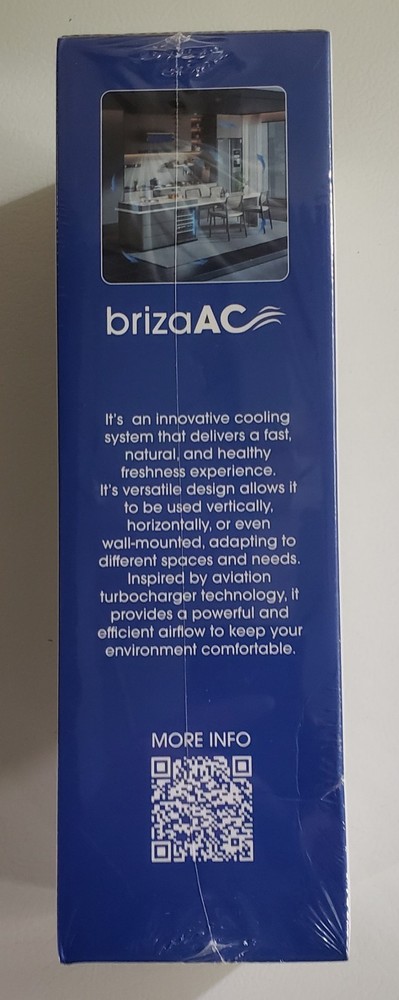 brizaAC
It's an innovative cooling
system that delivers a fast,
natural, and healthy
freshness experience.
It's versatile design allows it
to be used vertically,
horizontally, or even
wall-mounted, adapting to
different spaces and needs.
Inspired by aviation
turbocharger technology, it
provides a powerful and
efficient airflow to keep your
environment comfortable.
MORE INFO